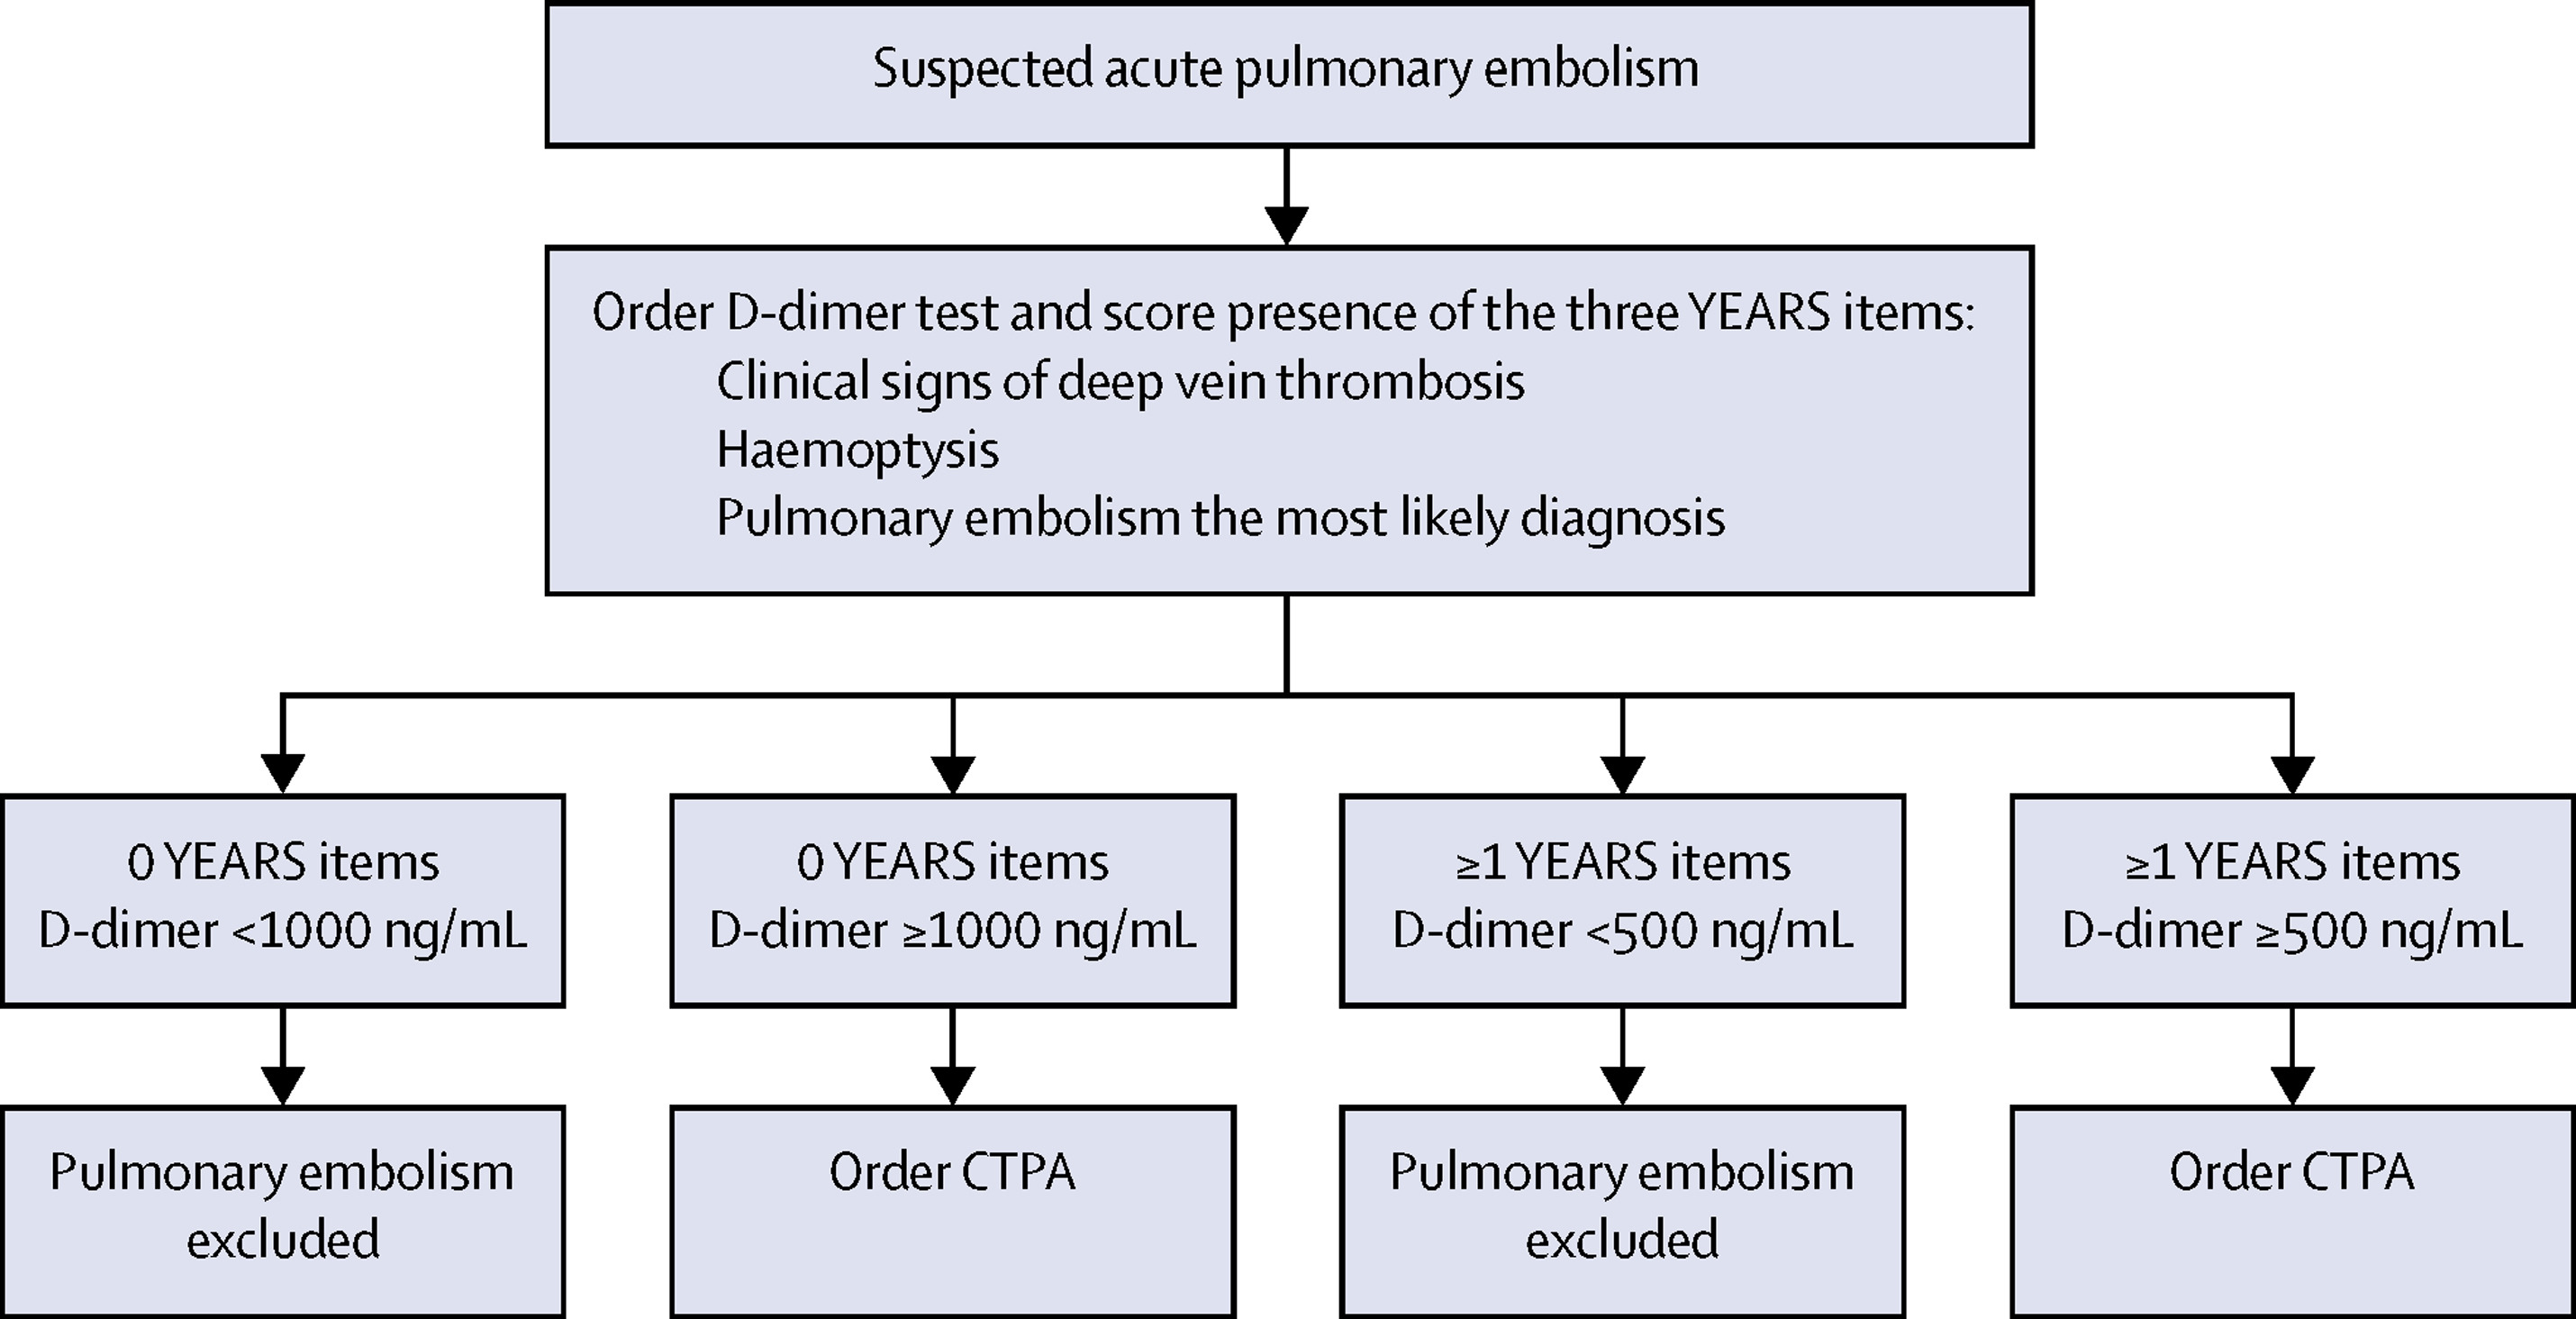 Suspected acute pulmonary embolism
Order D-dimer test and score presence of the three YEARS items:
Clinical signs of deep vein thrombosis
Haemoptysis
Pulmonary embolism the most likely diagnosis
0 YEARS items
D-dimer <1000 ng/mL
0 YEARS items
D-dimer ≥1000 ng/mL
≥1 YEARS items
D-dimer <500 ng/mL
≥1 YEARS items
D-dimer ≥500 ng/mL
Pulmonary embolism
excluded
Order CTPA
Pulmonary embolism
excluded
Order CTPA